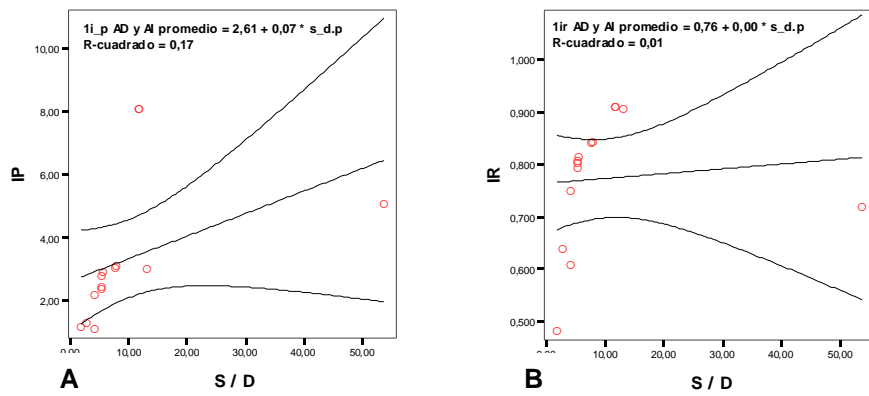 1i_p AD y AI promedio = 2,61 + 0,07 * s_d.p
R-cuadrado = 0,17
10,00
8,00
6,00
4,00
2,00
IP
0,00
10,00
20,00
30,00
40,00
50,00
A
S / D
1ir AD y AI promedio = 0,76 + 0,00 * s_d.p
R-cuadrado = 0,01
1,000
0,900
0,800
0,700
0,600
0,500
IR
0,00
10,00
20,00
30,00
40,00
50,00
B
S / D